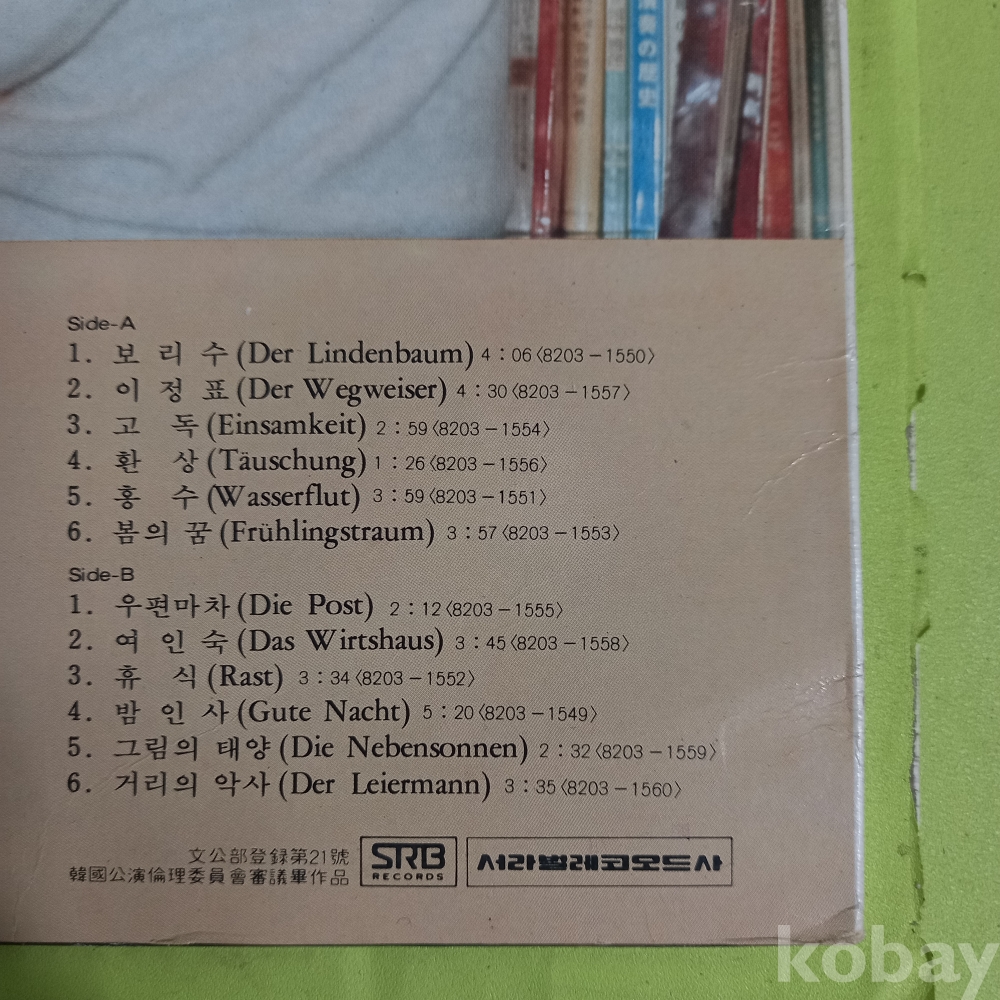 演奏の歴史
Side-A
1. 보 리 수 (Der Lindenbaum) 4 : 06 〈8203-1550〉
2. 이 정 표 (Der Wegweiser) 4 : 30 〈8203-1557〉
3. 고 독 (Einsamkeit) 2 : 59 〈8203-1554〉
4. 환 상 (Täuschung) 1 : 26 〈8203-1556〉
5. 홍 수 (Wasserflut) 3 : 59 〈8203-1551〉
6. 봄의 꿈 (Frühlingstraum) 3 : 57 〈8203-1553〉
Side-B
1. 우편마차 (Die Post) 2 : 12 〈8203-1555〉
2. 여 인 숙 (Das Wirtshaus) 3 : 45 〈8203-1558〉
3. 휴 식 (Rast) 3 : 34 〈8203-1552〉
4. 밤 인 사 (Gute Nacht) 5 : 20 〈8203-1549〉
5. 그림의 태양 (Die Nebensonnen) 2 : 32 〈8203-1559〉
6. 거리의 악사 (Der Leiermann) 3 : 35 〈8203-1560〉
文公部登録第21號
韓國公演倫理委員會審議畢作品
SRB
RECORDS
서라벌레코오드사
kobay